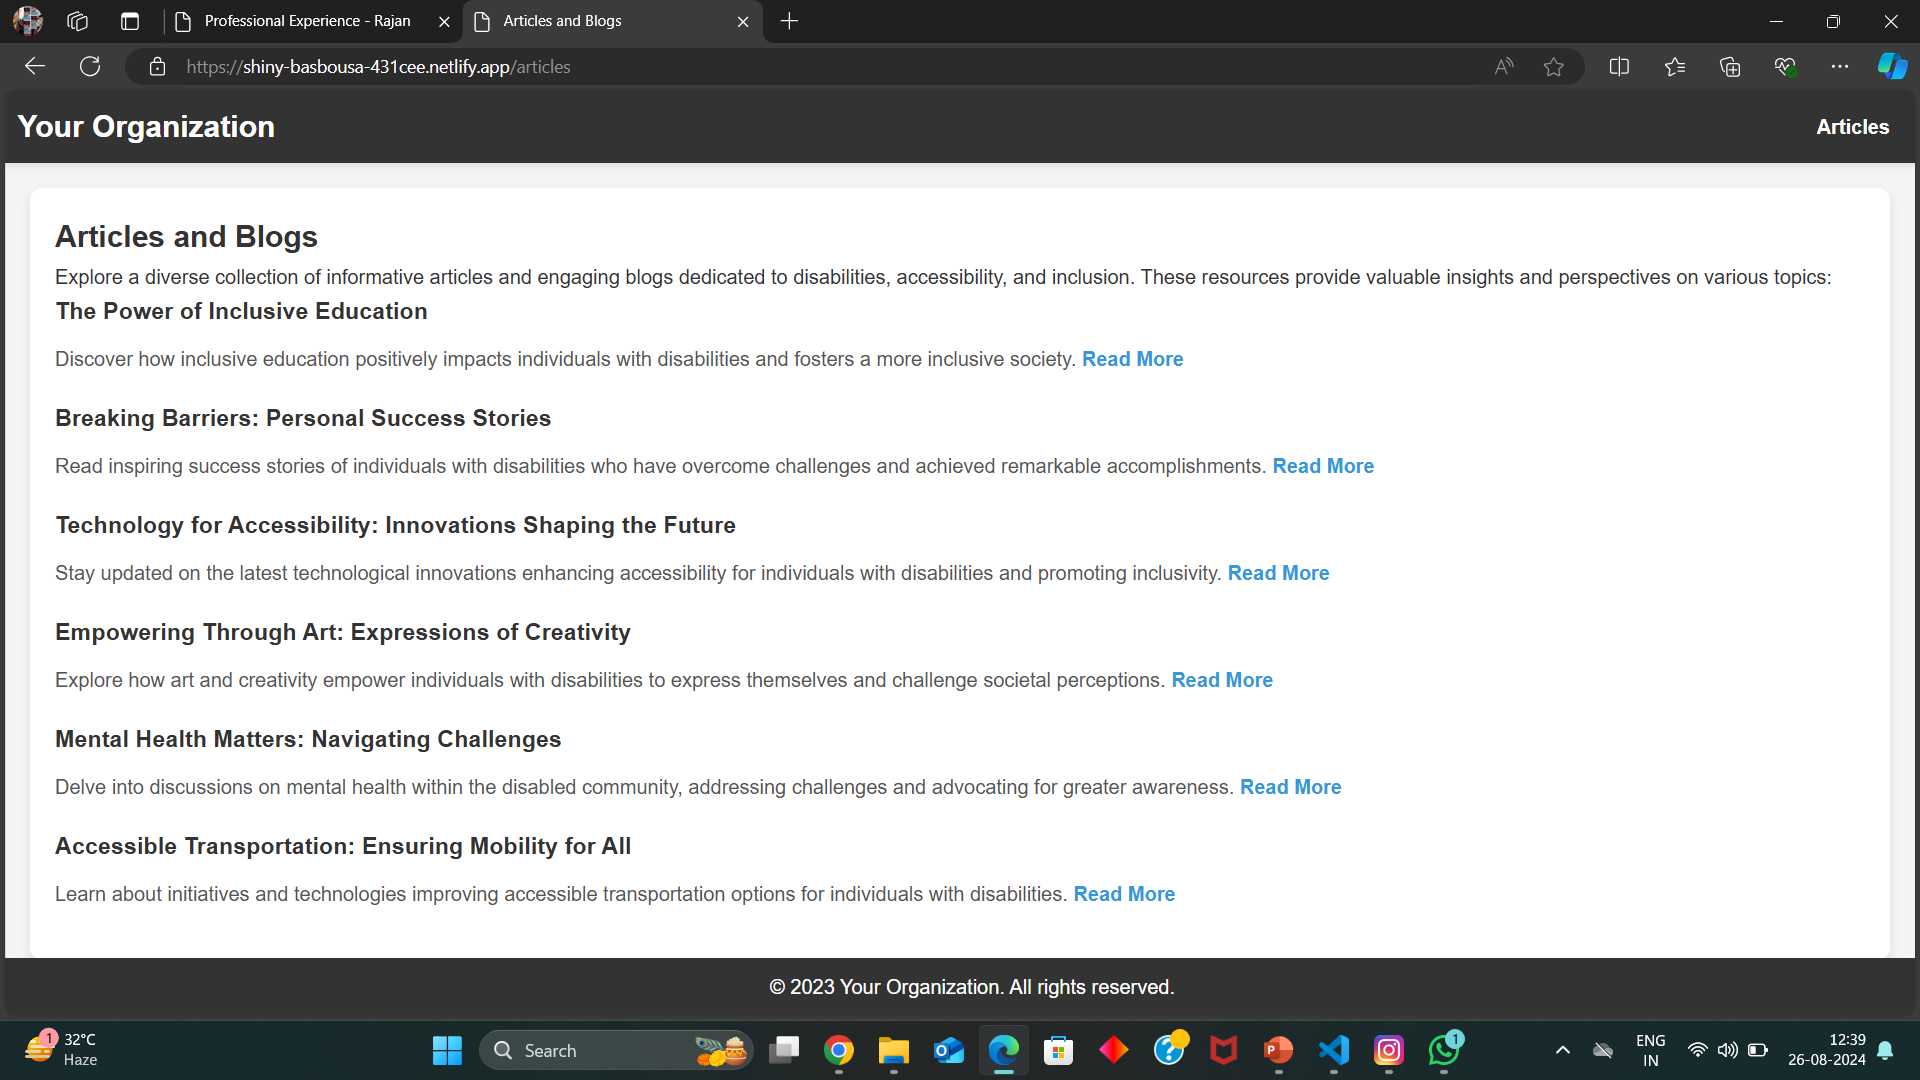 Professional Experience - Rajan
Articles and Blogs
https://shiny-basbousa-431cee.netlify.app/articles
Your Organization
Articles
Articles and Blogs
Explore a diverse collection of informative articles and engaging blogs dedicated to disabilities, accessibility, and inclusion. These resources provide valuable insights and perspectives on various topics:
The Power of Inclusive Education
Discover how inclusive education positively impacts individuals with disabilities and fosters a more inclusive society. Read More
Breaking Barriers: Personal Success Stories
Read inspiring success stories of individuals with disabilities who have overcome challenges and achieved remarkable accomplishments. Read More
Technology for Accessibility: Innovations Shaping the Future
Stay updated on the latest technological innovations enhancing accessibility for individuals with disabilities and promoting inclusivity. Read More
Empowering Through Art: Expressions of Creativity
Explore how art and creativity empower individuals with disabilities to express themselves and challenge societal perceptions. Read More
Mental Health Matters: Navigating Challenges
Delve into discussions on mental health within the disabled community, addressing challenges and advocating for greater awareness. Read More
Accessible Transportation: Ensuring Mobility for All
Learn about initiatives and technologies improving accessible transportation options for individuals with disabilities. Read More
© 2023 Your Organization. All rights reserved.
1
32°C
Haze
Search
1
ENG
IN
12:39
26-08-2024